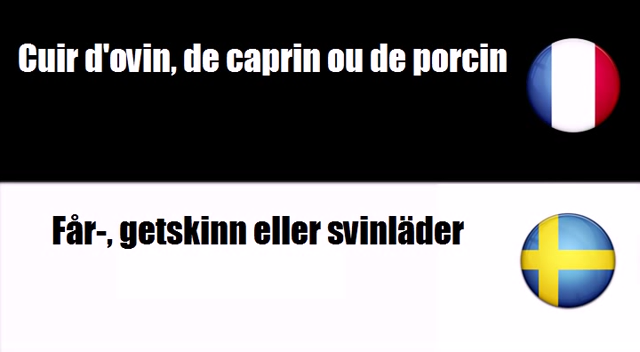 Cuir d'ovin, de caprin ou de porcin
Får-, getskinn eller svinläder